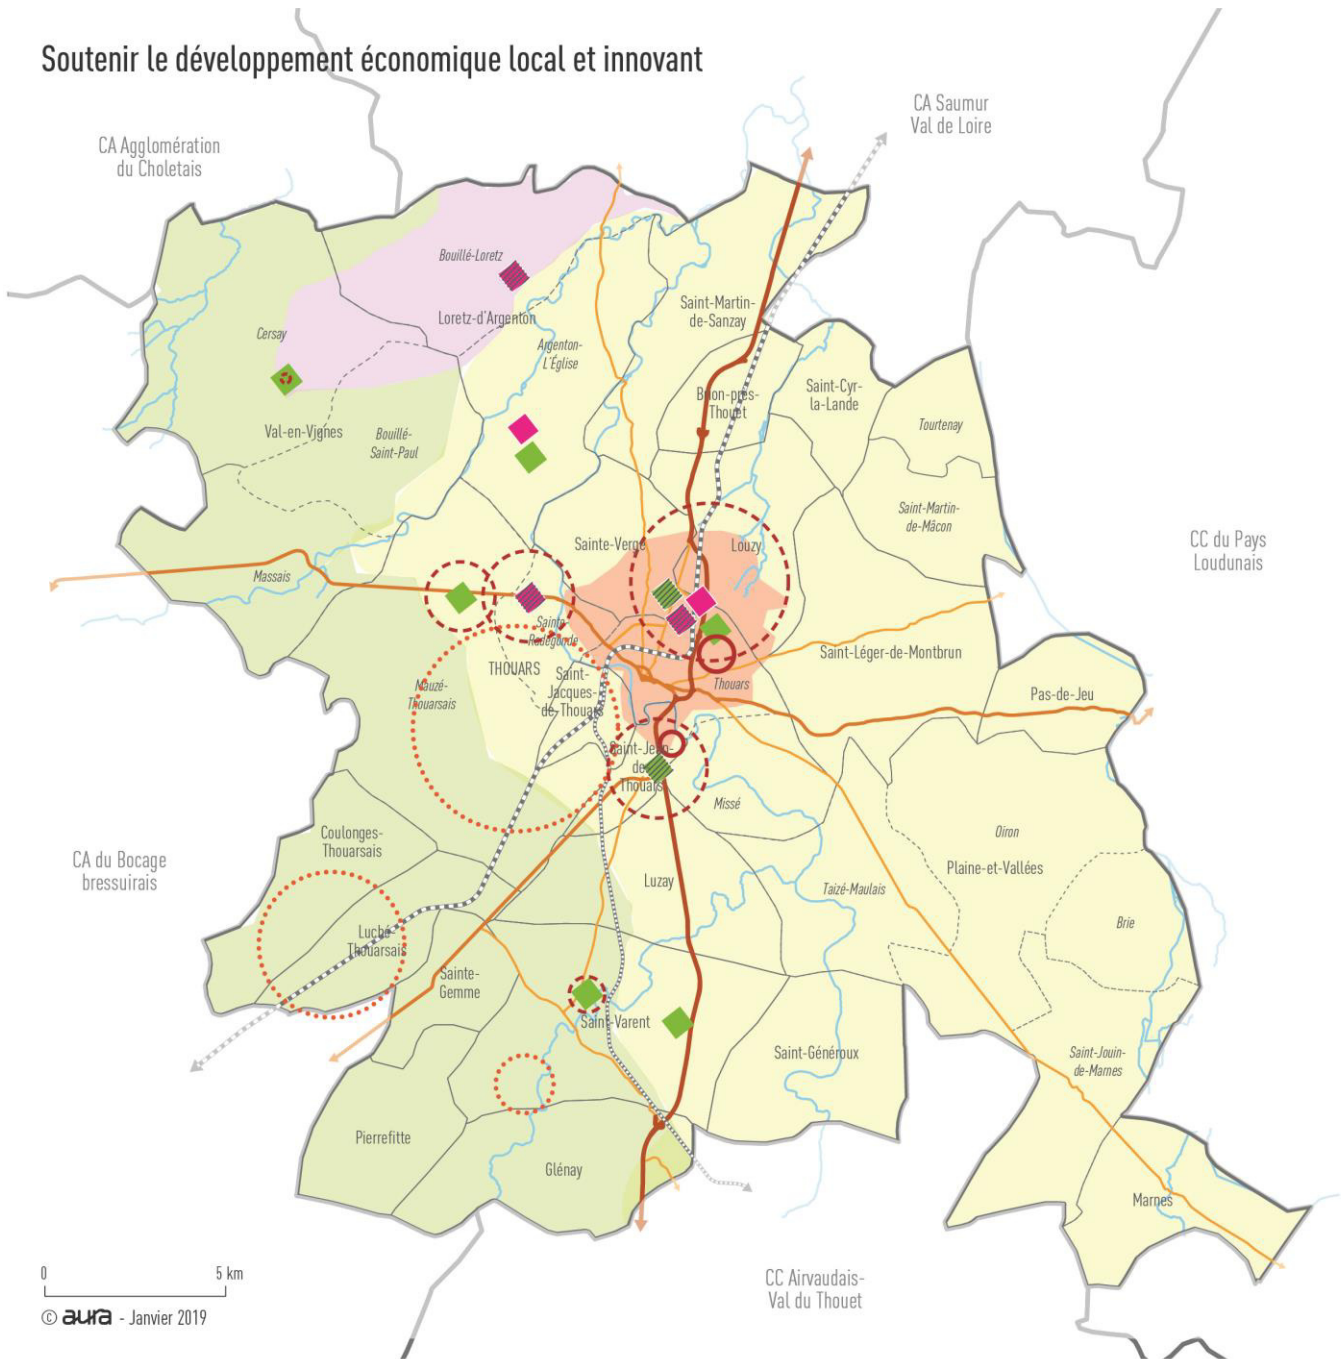 Soutenir le développement économique local et innovant
CA Saumur
Val de Loire
CA Agglomération
du Choletais
Bouillé-Loretz
Saint-Martin-
de-Sanzay
Loretz-d'Argenton
Cersay
Argenton-
L'Église
Saint-Cyr-
la-Lande
Brion-près-
Thouet
Tourtenay
Val-en-Vignes
Bouillé-
Saint-Paul
Saint-Martin-
de-Mâcon
Sainte-Verge
Louzy
CC du Pays
Loudunais
Massais
Sainte
Radegonde
THOUARS
Saint-
Jacques-
de-Thouars
Saint-Léger-de-Montbrun
Mauzé-
Thouarsais
Thouars
Pas-de-Jeu
Saint-Jean-
de-
Thouars
Missé
Oiron
Coulonges-
Thouarsais
CA du Bocage
bressuirais
Luzay
Plaine-et-Vallées
Taizé-Maulais
Brie
Luché-
Thouarsais
Sainte-
Gemme
Saint-Varent
Saint-Généroux
Saint-Jouin-
de-Marnes
Pierrefitte
Glénay
Marnes
0 5 km
CC Airvaudais-
Val du Thouet
© aura - Janvier 2019